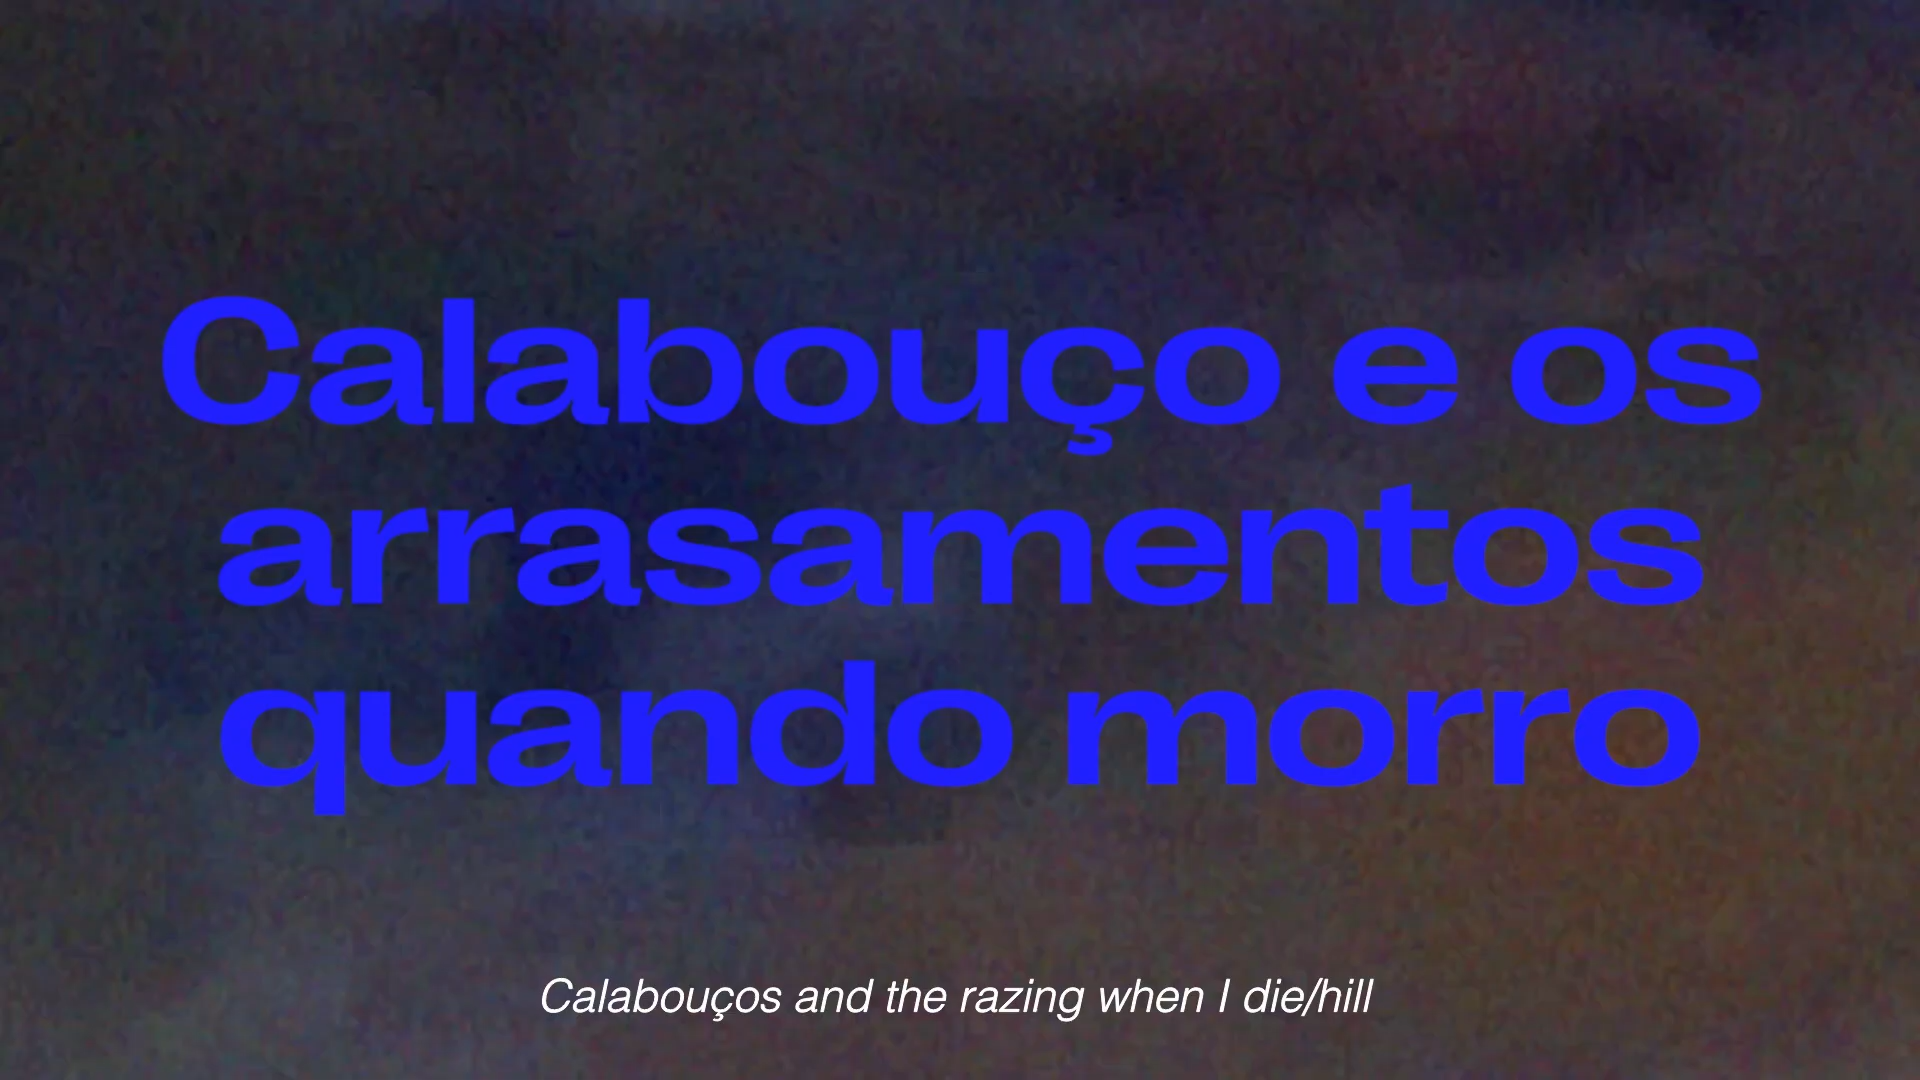 Calabouço e os
arrasamentos
quando morro
Calabouços and the razing when I die/hill